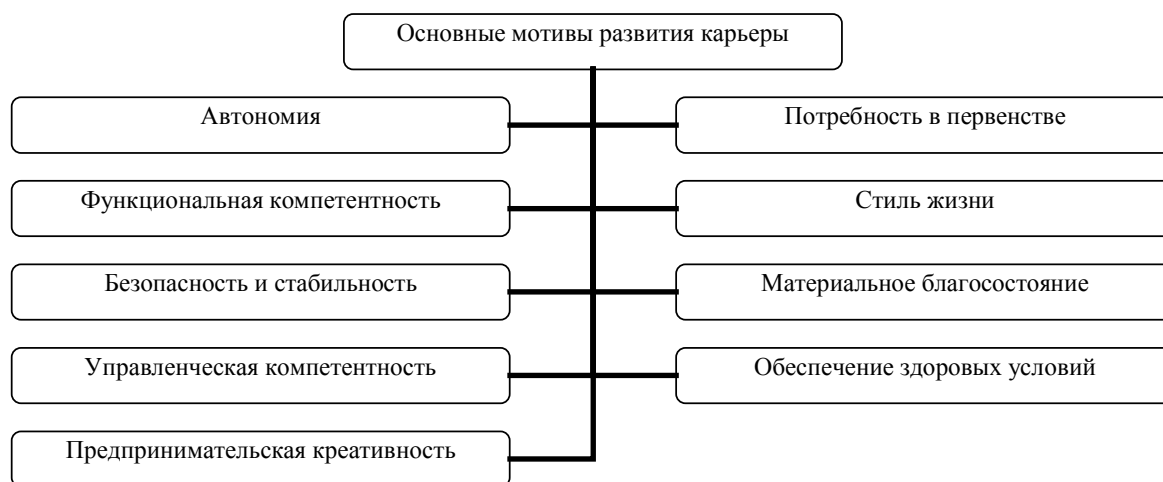 Основные мотивы развития карьеры
Автономия
Потребность в первенстве
Функциональная компетентность
Стиль жизни
Безопасность и стабильность
Материальное благосостояние
Управленческая компетентность
Обеспечение здоровых условий
Предпринимательская креативность